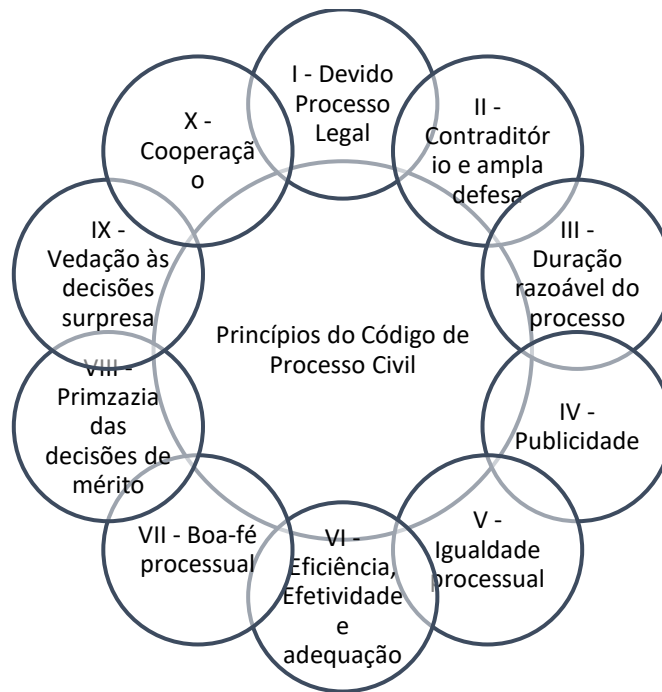 I - Devido
Processo
Legal
II -
Contraditór
io e ampla
defesa
III -
Duração
razoável do
processo
IV -
Publicidade
V -
Igualdade
processual
VI -
Eficiência,
Efetividade
e
adequação
VII - Boa-fé
processual
VIII -
Primzazia
das
decisões de
mérito
IX -
Vedação às
decisões
surpresa
X -
Cooperaçã
o
Princípios do Código de
Processo Civil